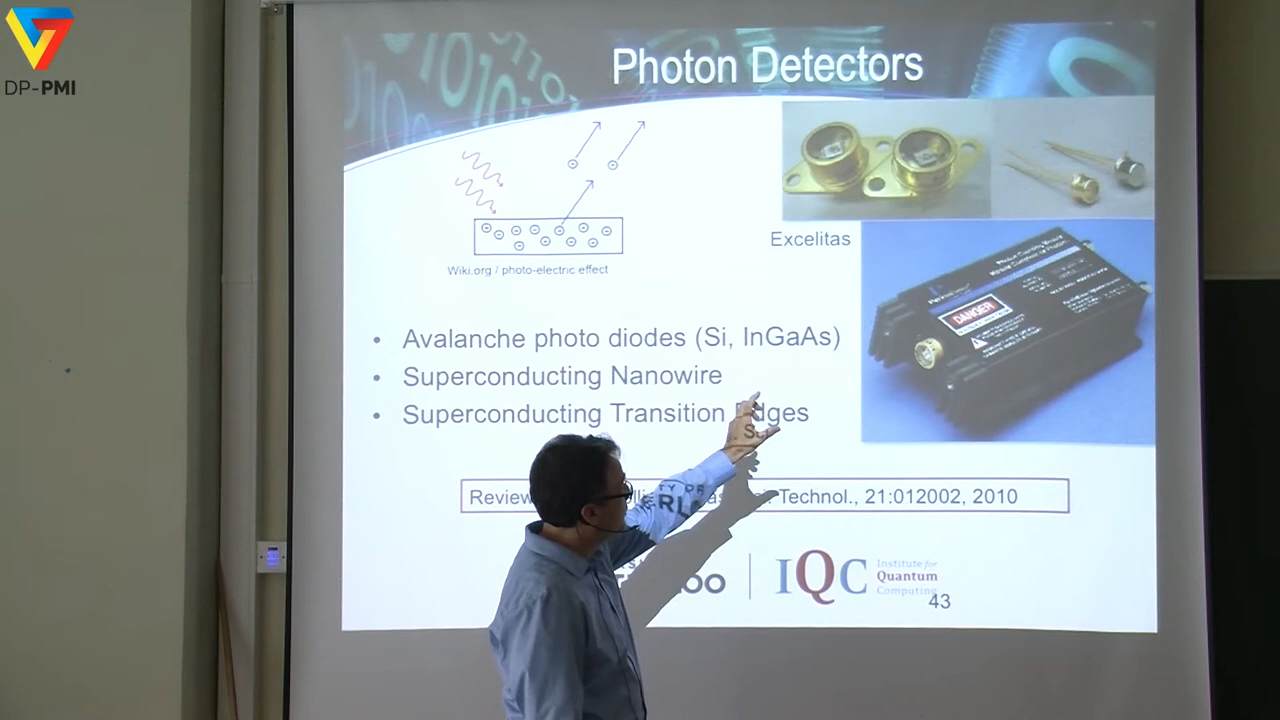 DP-PMI
Photon Detectors
Excelitas
Wiki.org / photo-electric effect
DANGER
• Avalanche photo diodes (Si, InGaAs)
• Superconducting Nanowire
• Superconducting Transition Edges
Review Technol., 21:012002, 2010
IQC
Institute for
Quantum
Computing
43